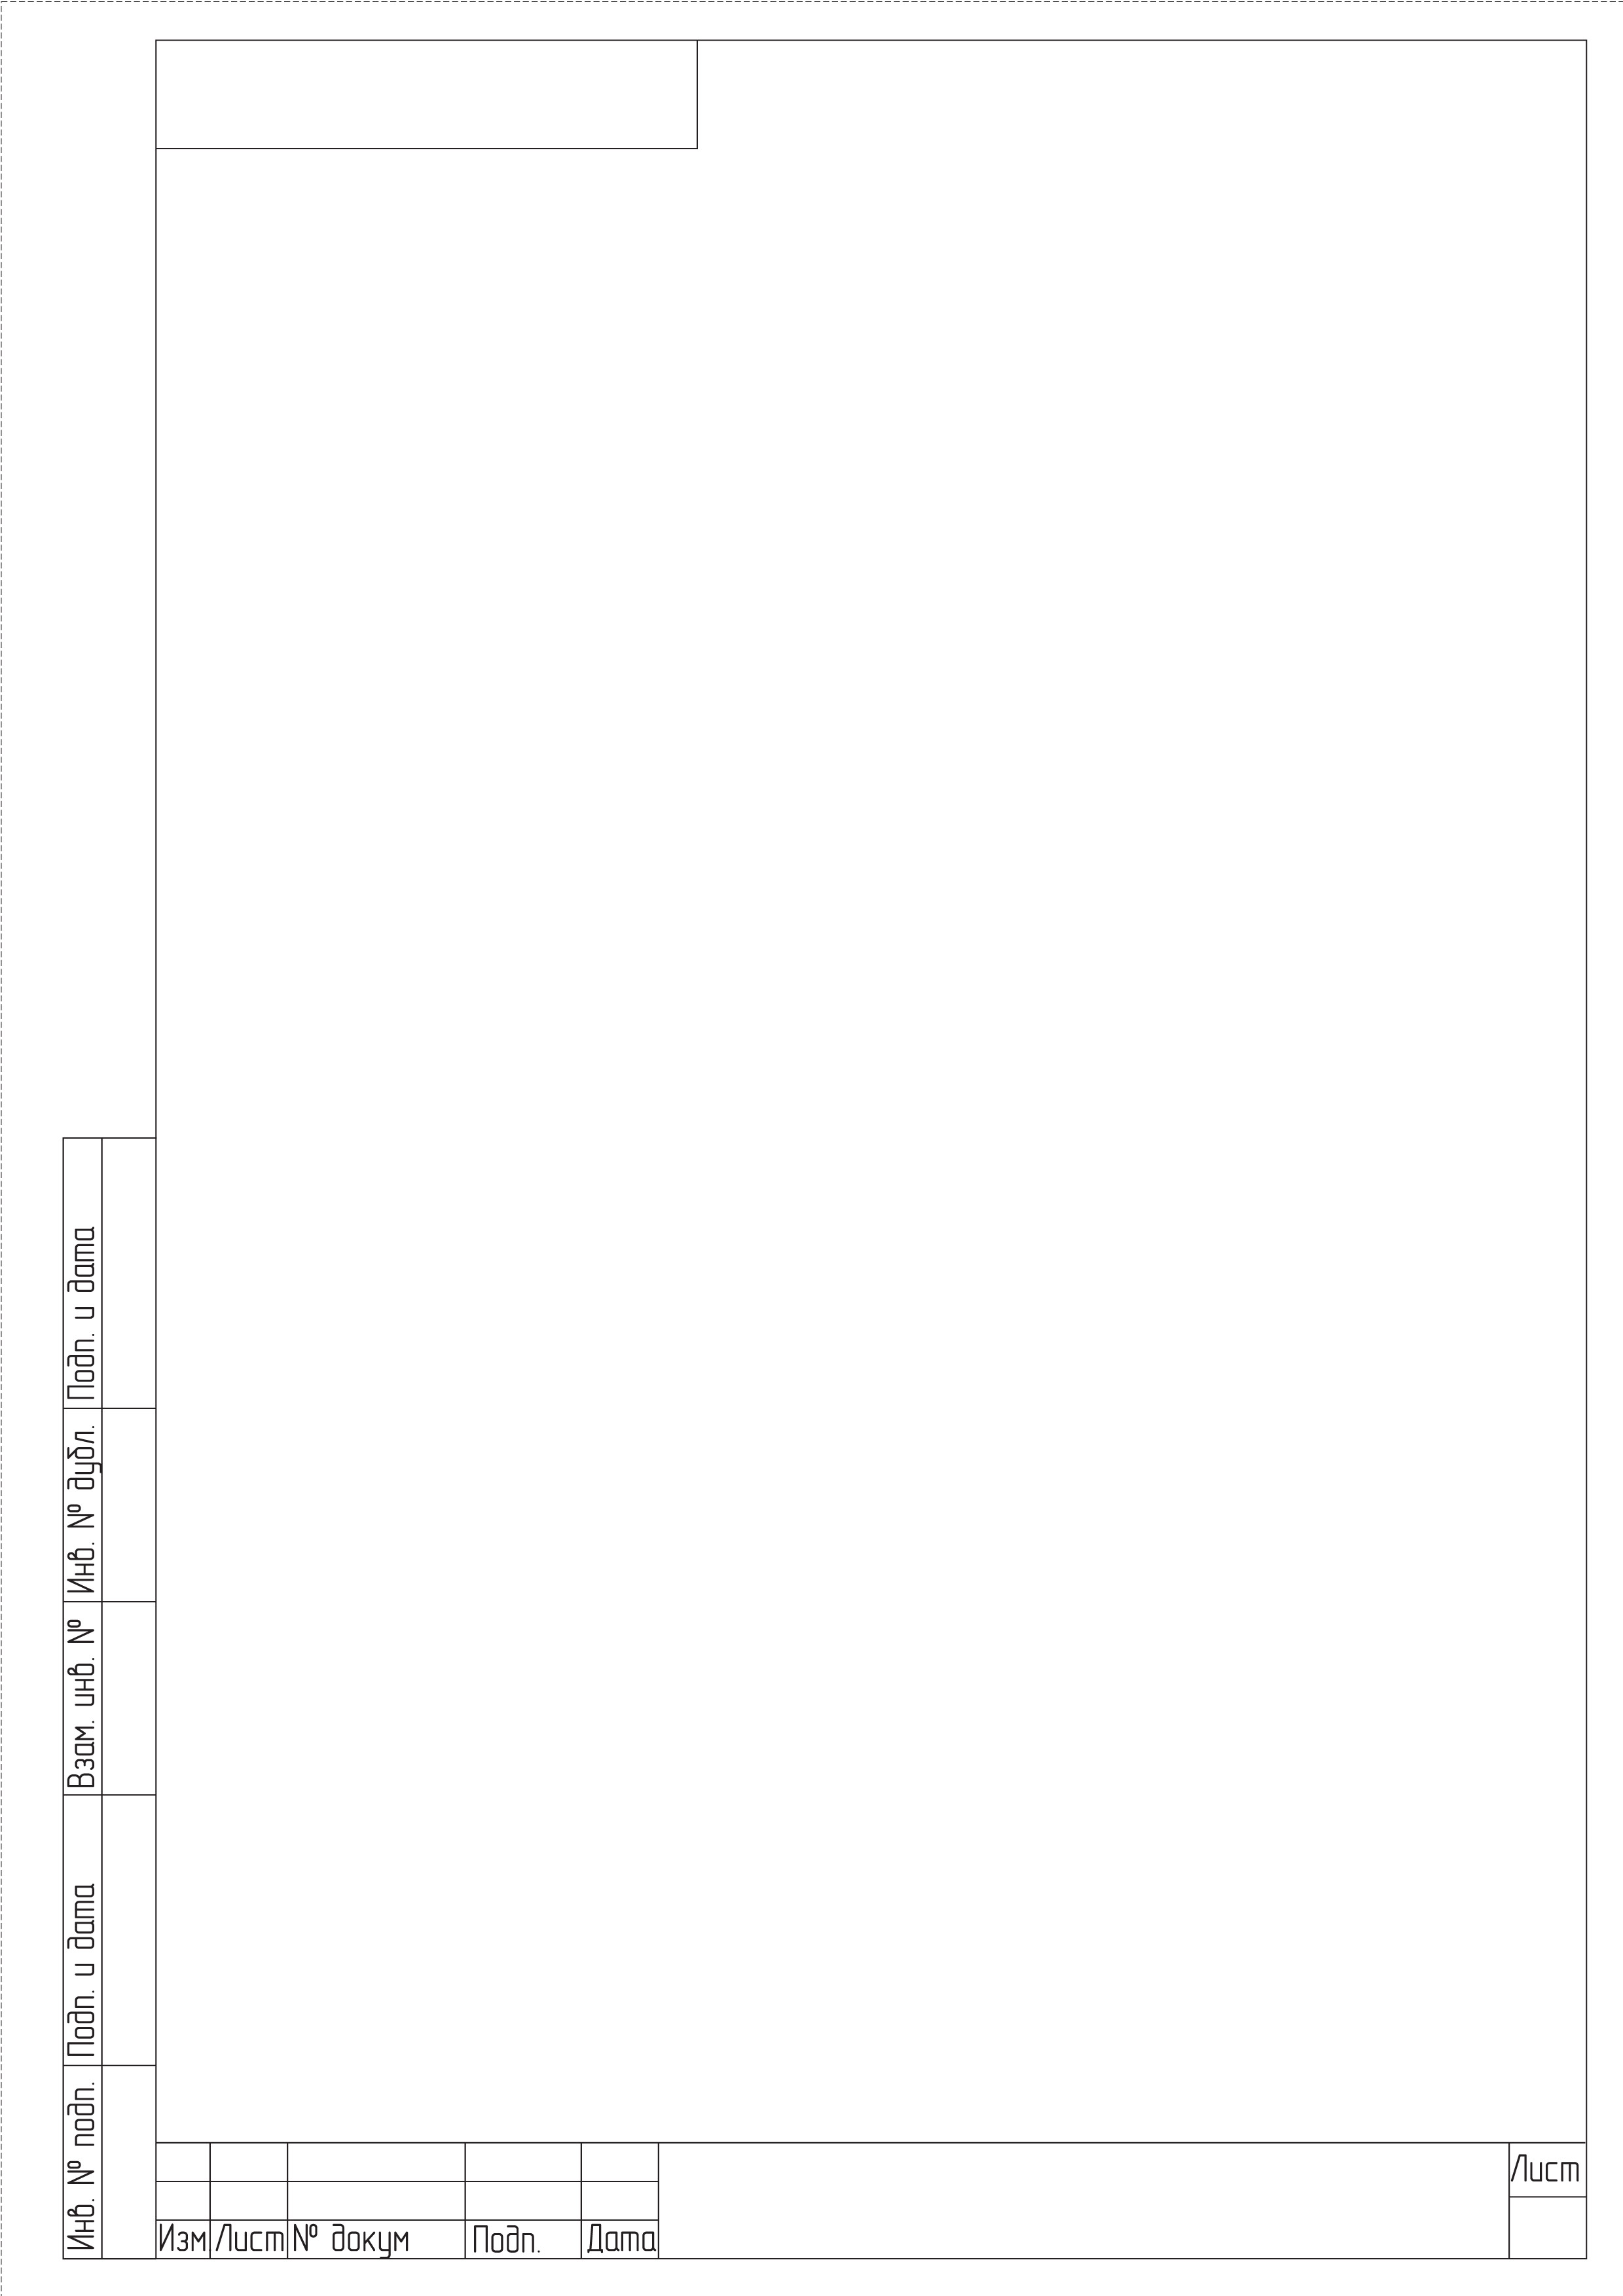 Подп. и дата
Инв. № дубл.
Взам. инв. №
Подп. и дата
Инв. № подп.
Лист
Изм Лист № докум Подп. Дата